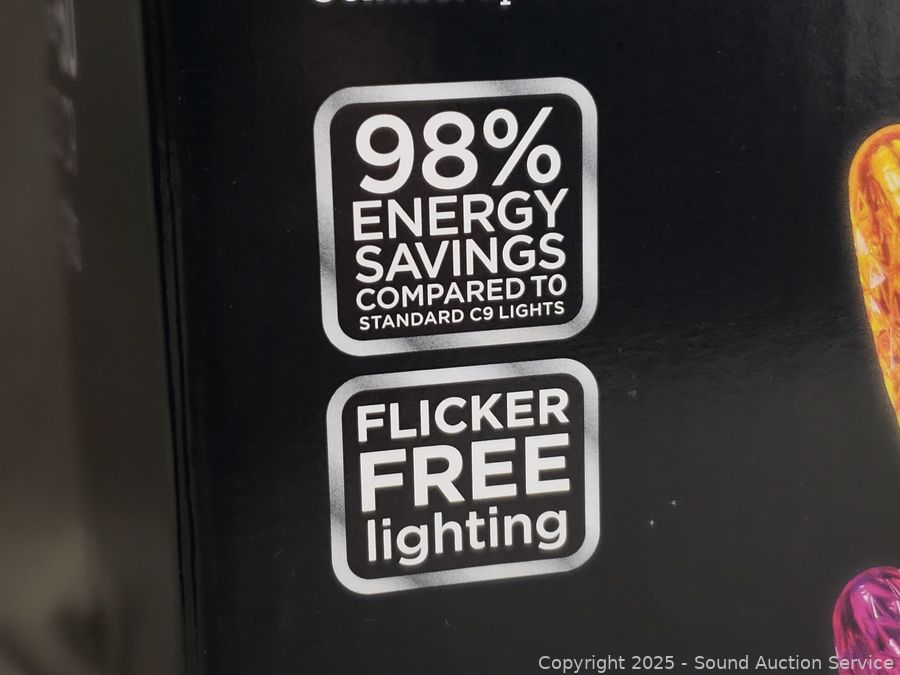 98%
ENERGY
SAVINGS
COMPARED TO
STANDARD C9 LIGHTS
FLICKER
FREE
lighting
Copyright 2025 - Sound Auction Service